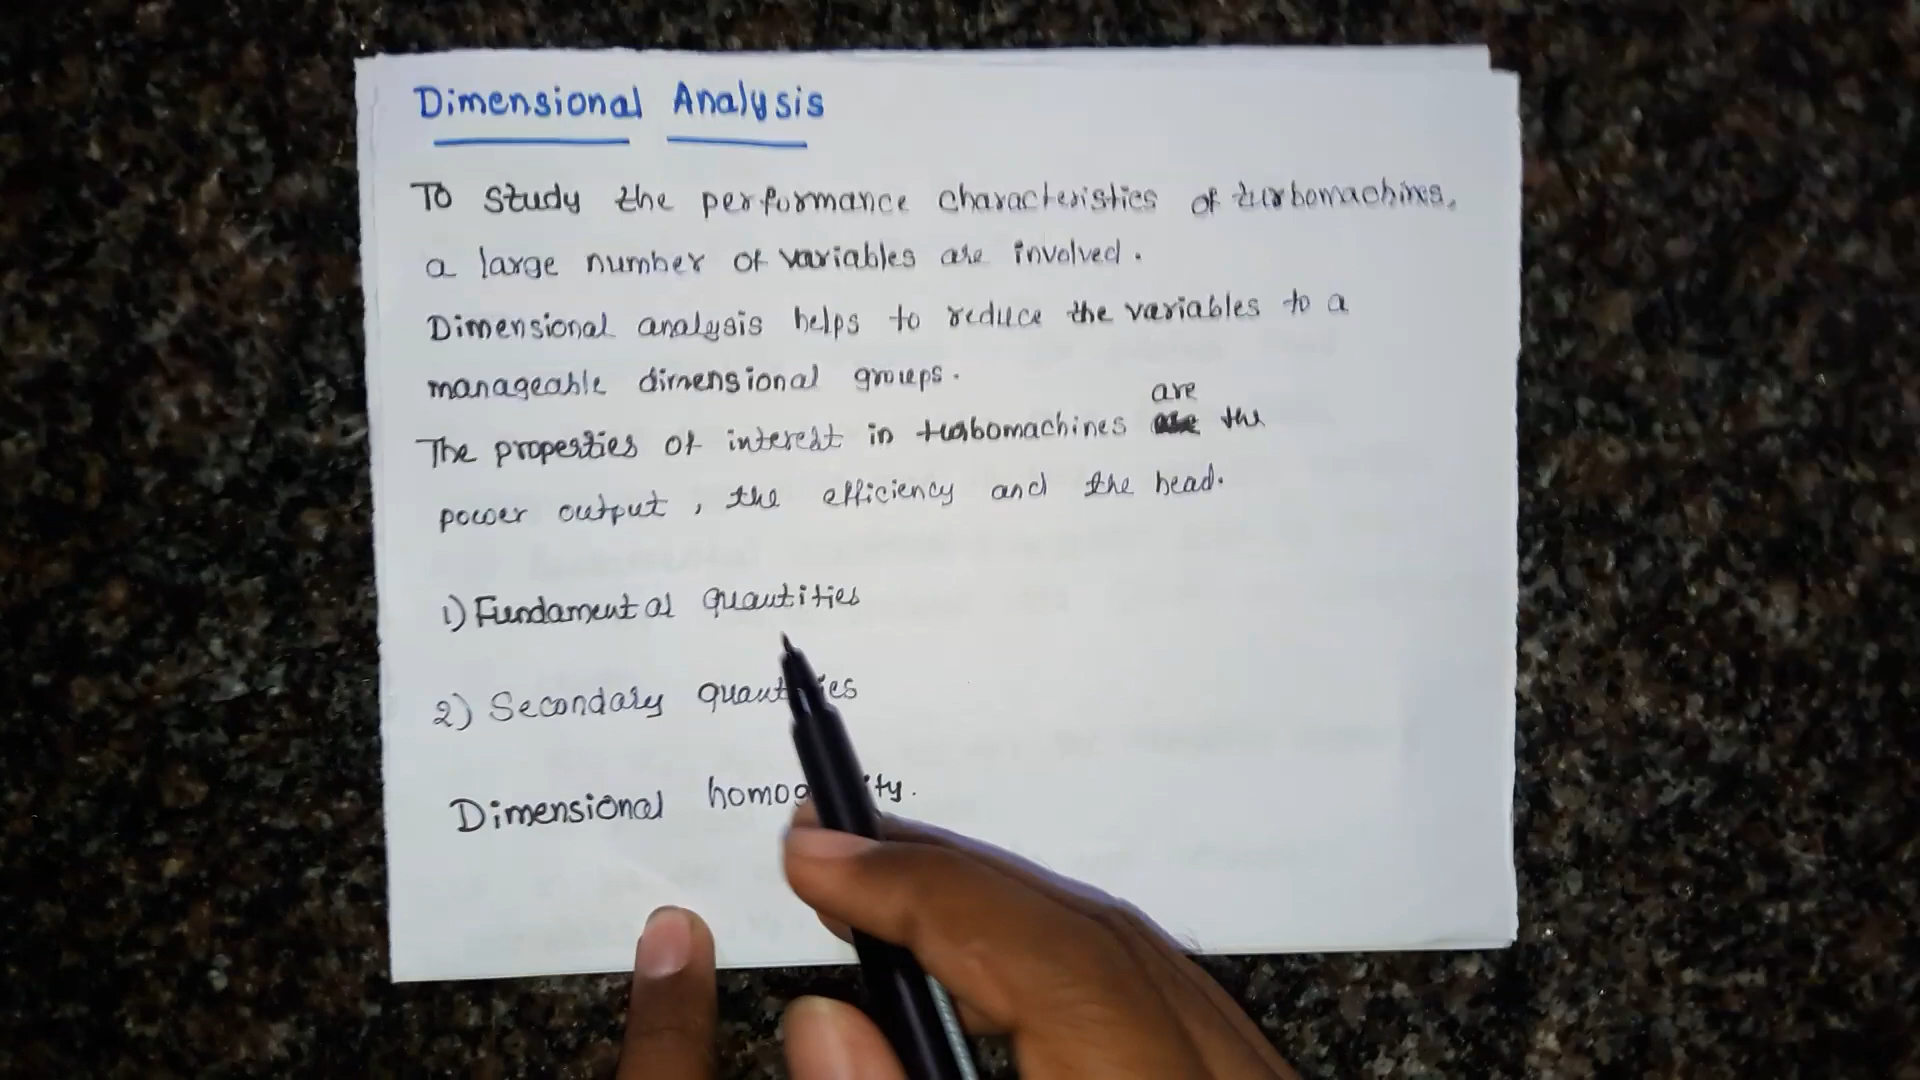 Dimensional Analysis
To study the performance characteristics of turbomachines,
a large number of variables are involved.
Dimensional analysis helps to reduce the variables to a
manageable dimensional groups.
are
The properties of interest in turbomachines the
power output, the efficiency and the head.
1) Fundamental quantities
2) Secondary
Dimensional